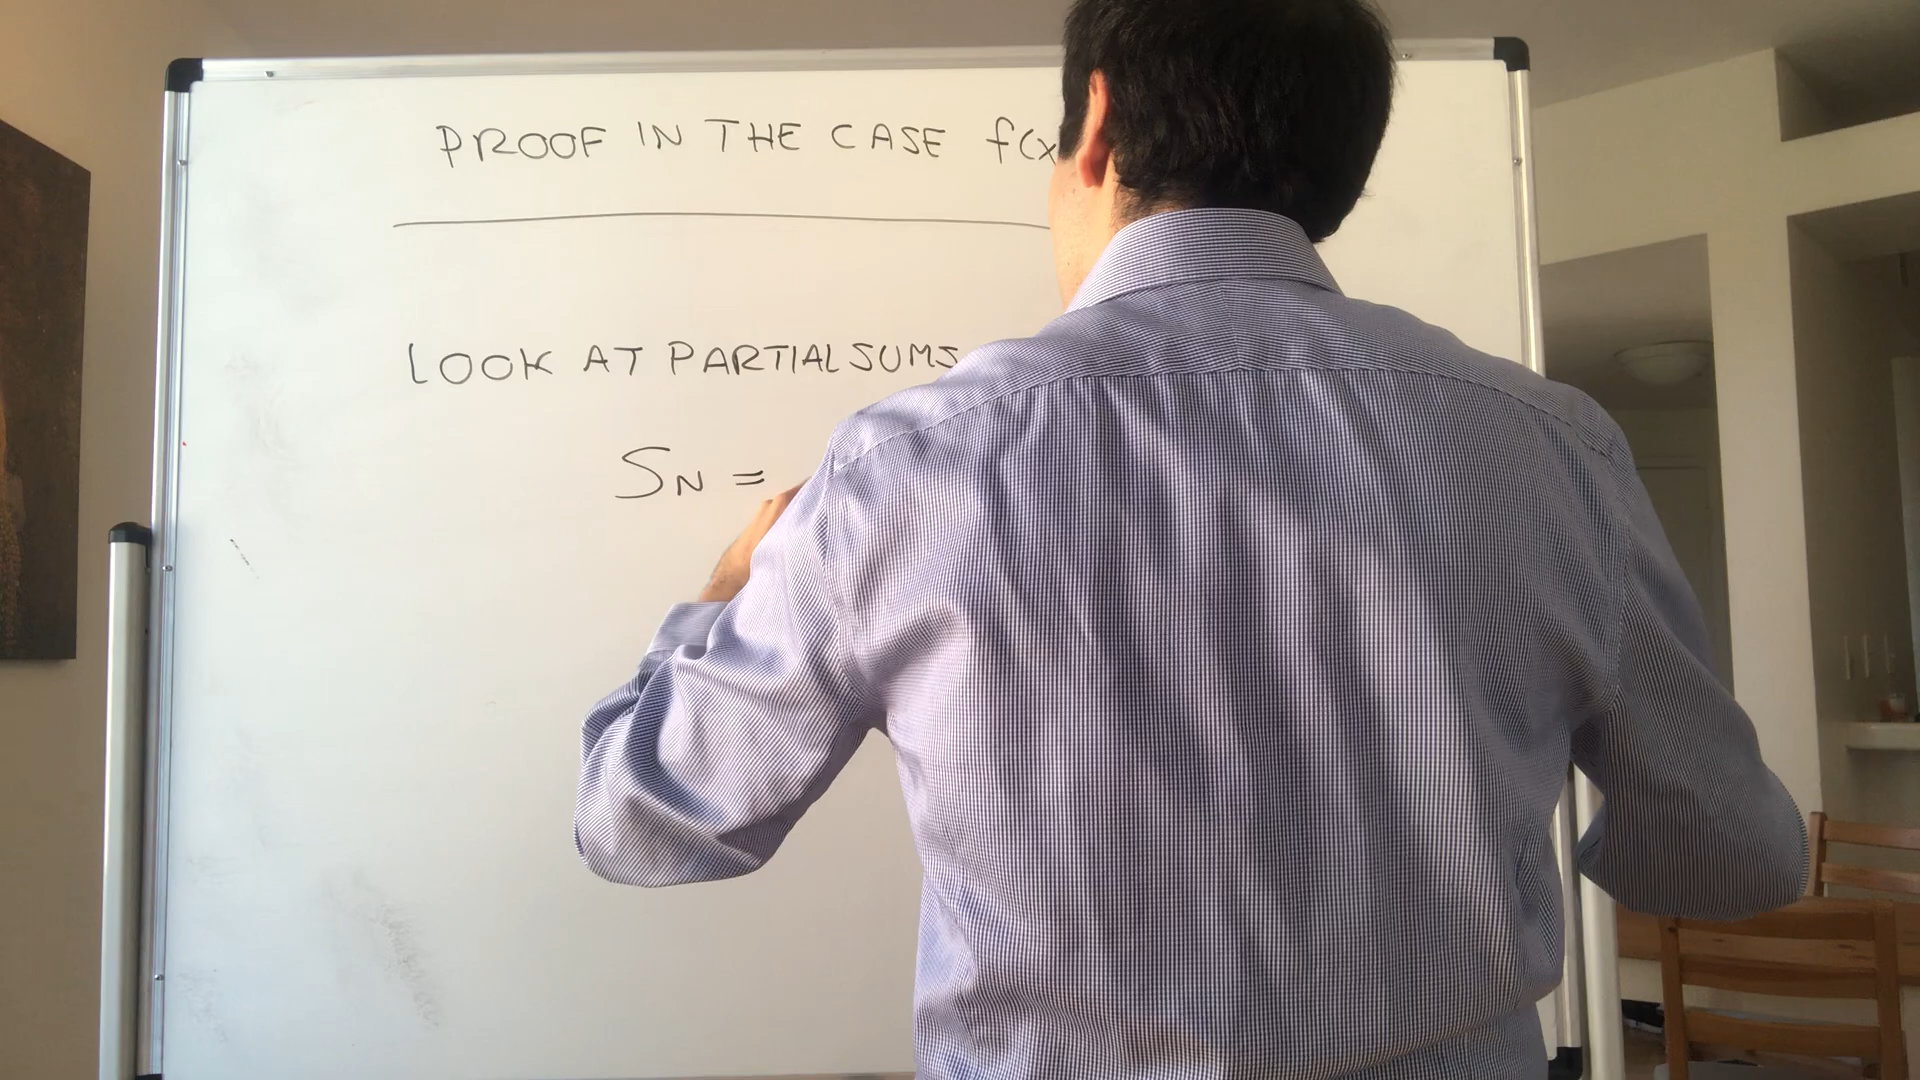 PROOF IN THE CASE f(x
LOOK AT PARTIAL SUMS
SN =